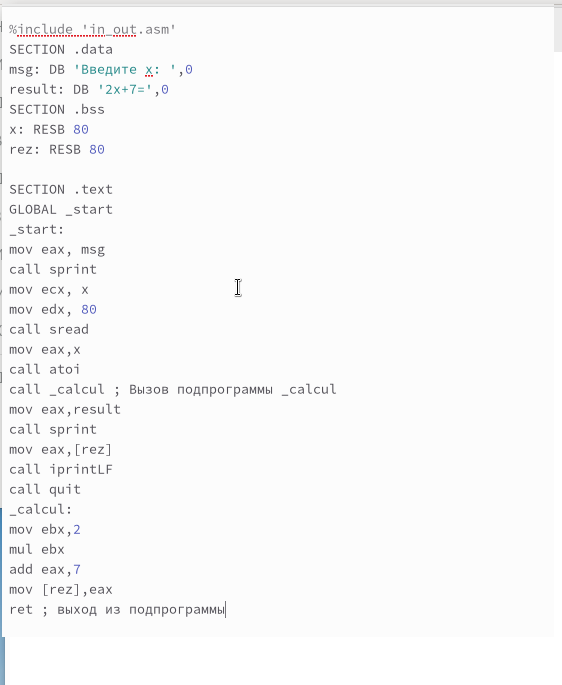 %include 'in_out.asm'
SECTION .data
msg: DB 'Введите x: ',0
result: DB '2x+7=',0
SECTION .bss
x: RESB 80
rez: RESB 80
SECTION .text
GLOBAL _start
_start:
mov eax, msg
call sprint
mov ecx, x
mov edx, 80
call sread
mov eax,x
call atoi
call _calcul ; Вызов подпрограммы _calcul
mov eax,result
call sprint
mov eax,[rez]
call iprintLF
call quit
_calcul:
mov ebx,2
mul ebx
add eax,7
mov [rez],eax
ret ; выход из подпрограммы